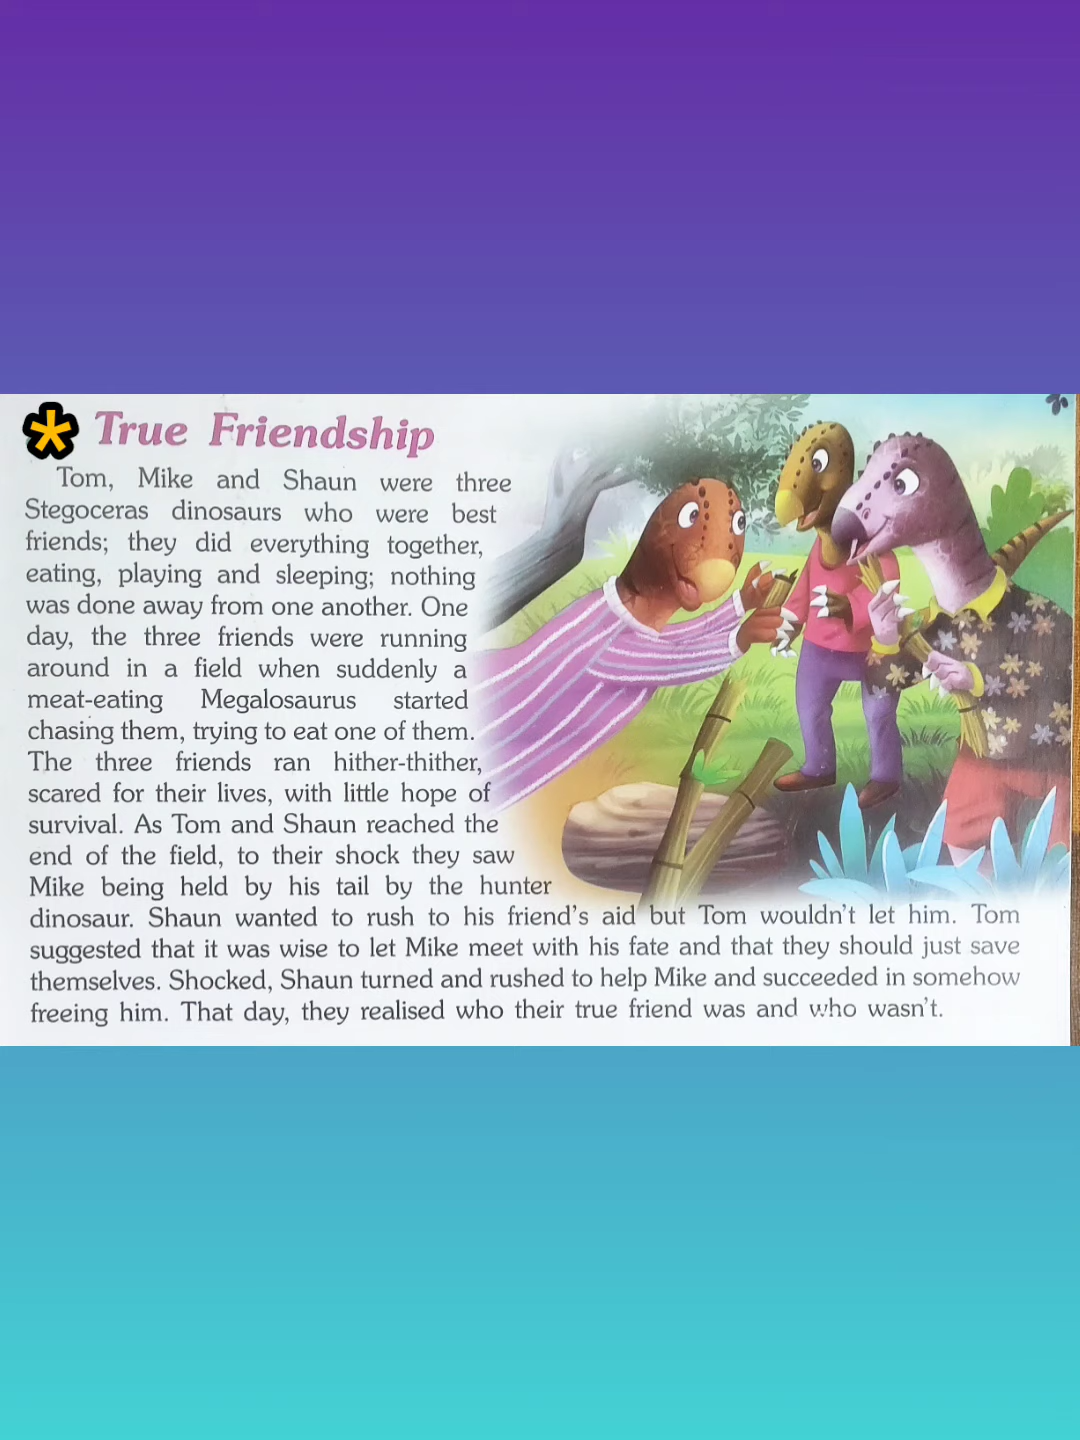 True Friendship
Tom, Mike and Shaun were three
Stegoceras dinosaurs who were best
friends; they did everything together,
eating, playing and sleeping; nothing
was done away from one another. One
day, the three friends were running
around in a field when suddenly a
meat-eating Megalosaurus started
chasing them, trying to eat one of them.
The three friends ran hither-thither,
scared for their lives, with little hope of
survival. As Tom and Shaun reached the
end of the field, to their shock they saw
Mike being held by his tail by the hunter
dinosaur. Shaun wanted to rush to his friend's aid but Tom wouldn't let him. Tom
suggested that it was wise to let Mike meet with his fate and that they should just save
themselves. Shocked, Shaun turned and rushed to help Mike and succeeded in somehow
freeing him. That day, they realised who their true friend was and who wasn't.